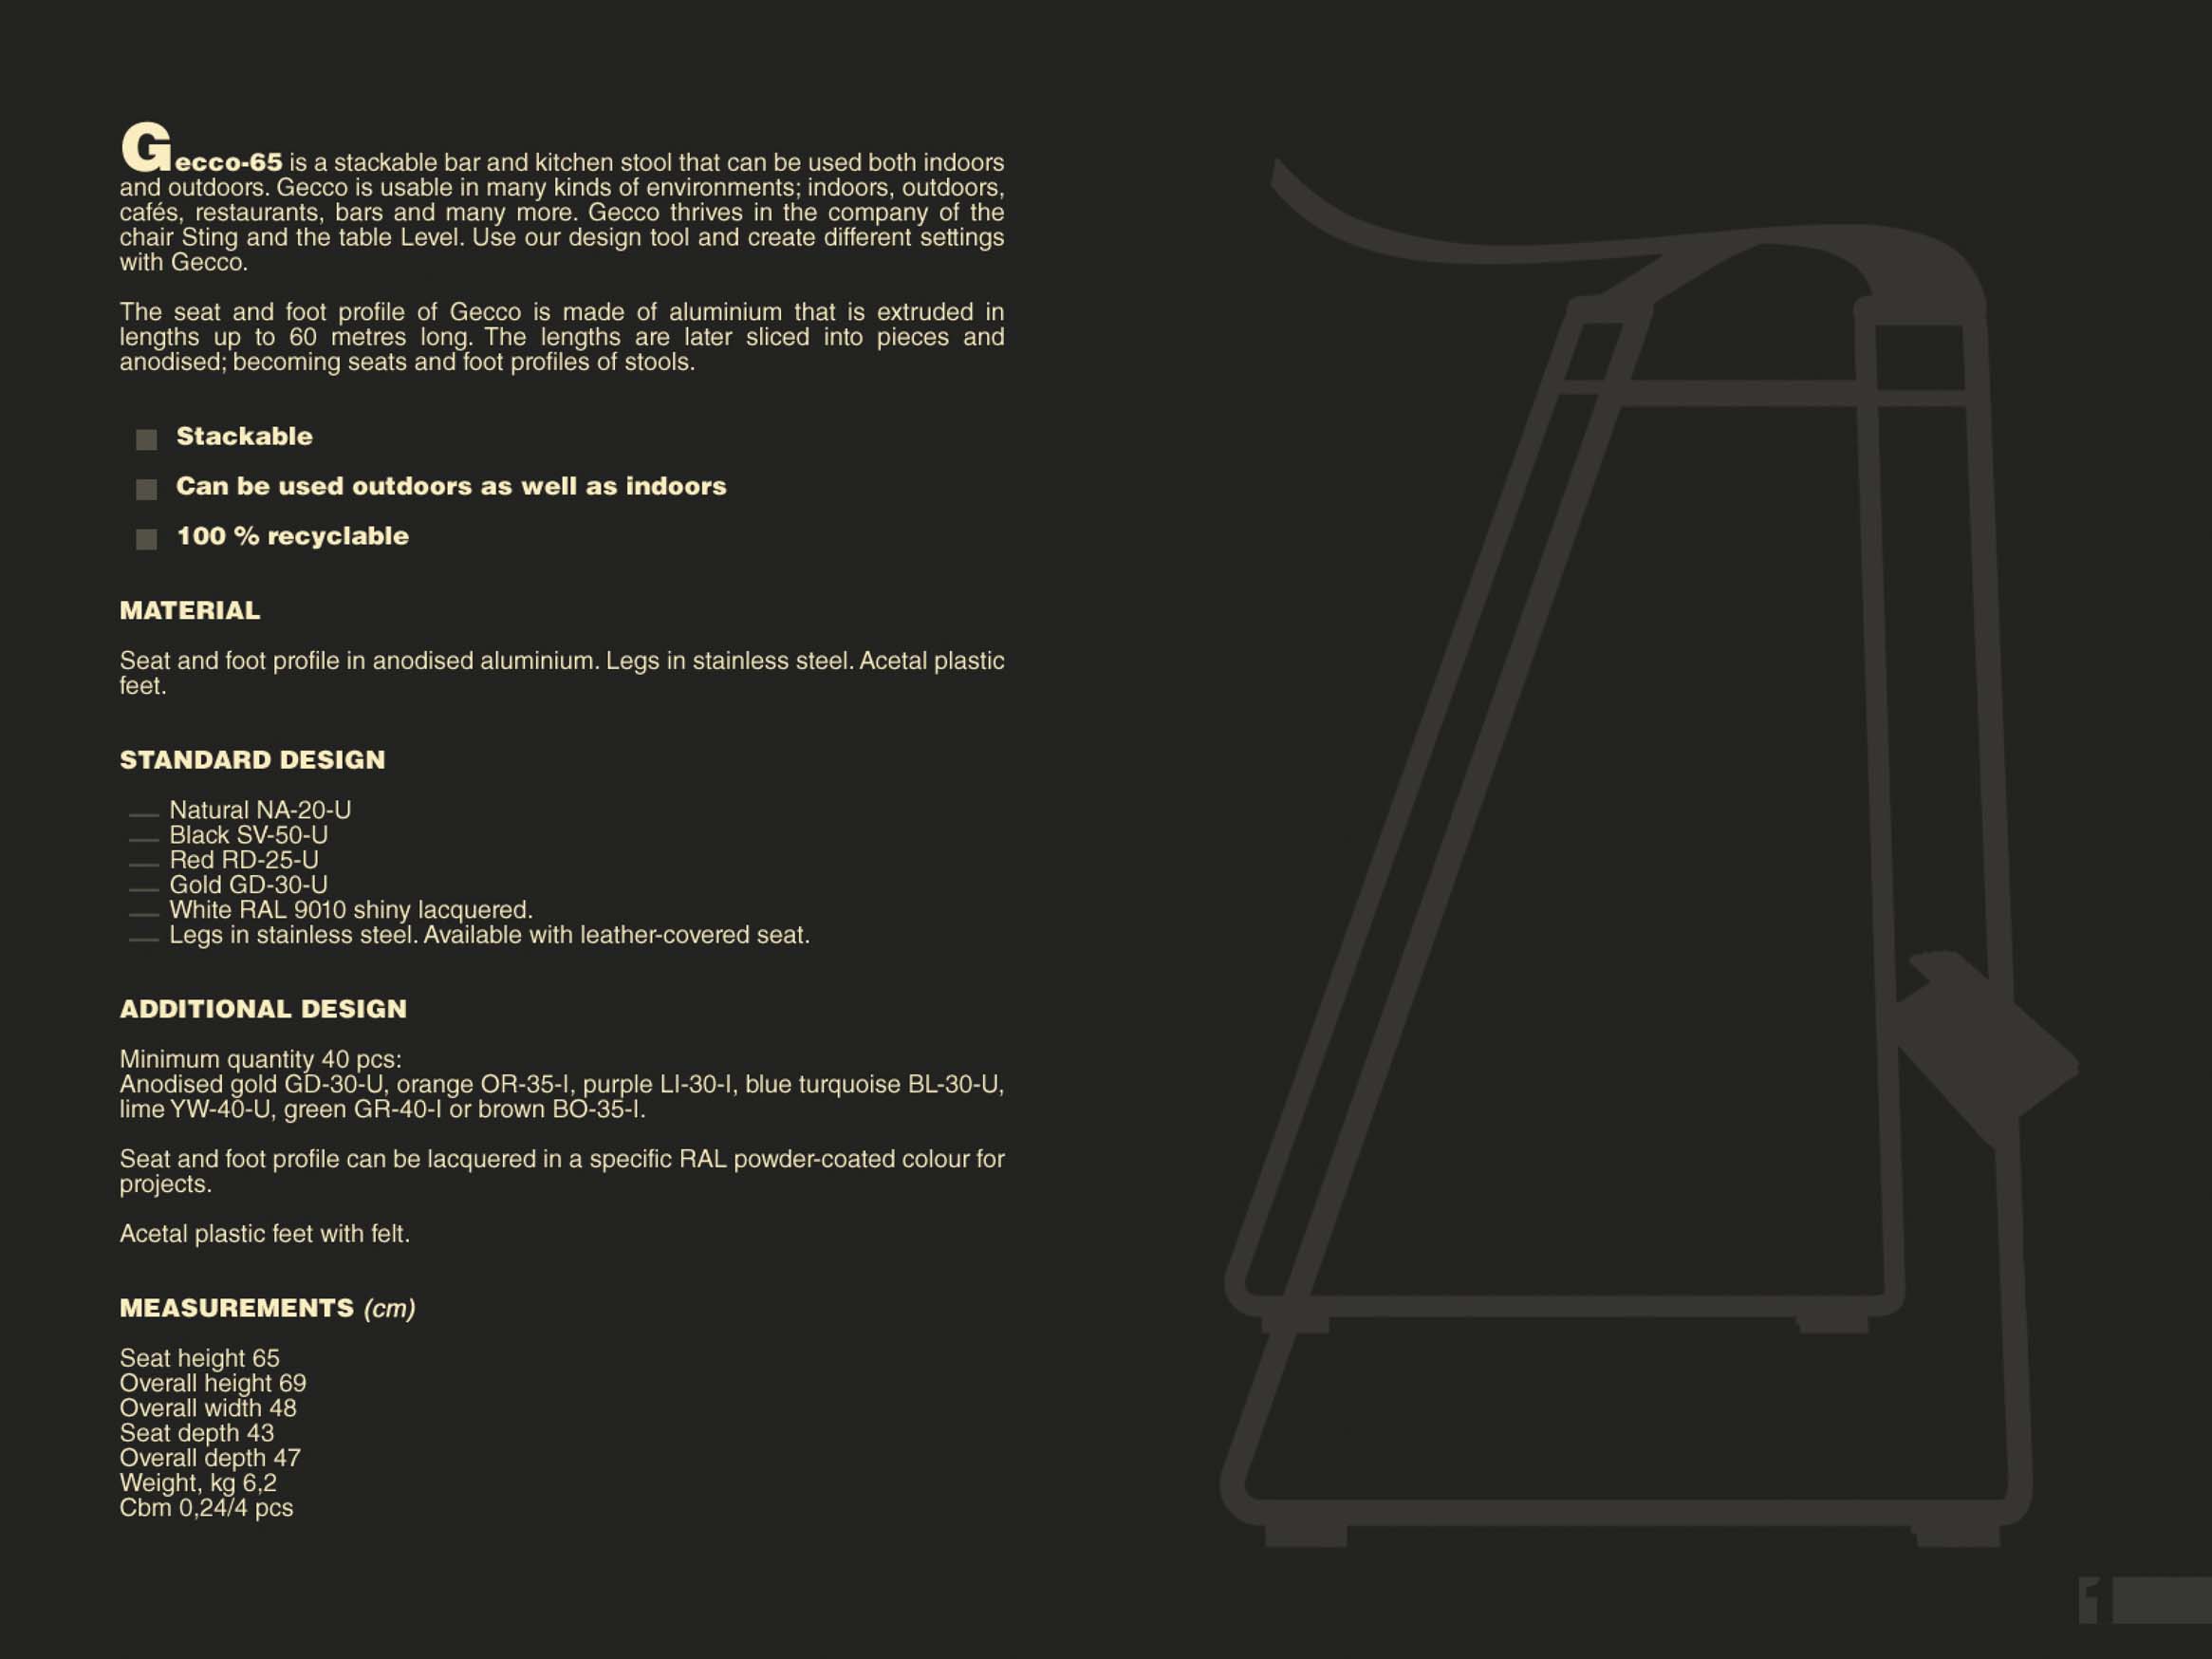 Gecco-65 is a stackable bar and kitchen stool that can be used both indoors
and outdoors. Gecco is usable in many kinds of environments; indoors, outdoors,
cafés, restaurants, bars and many more. Gecco thrives in the company of the
chair Sting and the table Level. Use our design tool and create different settings
with Gecco.
The seat and foot profile of Gecco is made of aluminium that is extruded in
lengths up to 60 metres long. The lengths are later sliced into pieces and
anodised; becoming seats and foot profiles of stools.
Stackable
Can be used outdoors as well as indoors
100 % recyclable
MATERIAL
Seat and foot profile in anodised aluminium. Legs in stainless steel. Acetal plastic
feet.
STANDARD DESIGN
— Natural NA-20-U
— Black SV-50-U
— Red RD-25-U
— Gold GD-30-U
— White RAL 9010 shiny lacquered.
— Legs in stainless steel. Available with leather-covered seat.
ADDITIONAL DESIGN
Minimum quantity 40 pcs:
Anodised gold GD-30-U, orange OR-35-I, purple LI-30-I, blue turquoise BL-30-U,
lime YW-40-U, green GR-40-I or brown BO-35-I.
Seat and foot profile can be lacquered in a specific RAL powder-coated colour for
projects.
Acetal plastic feet with felt.
MEASUREMENTS (cm)
Seat height 65
Overall height 69
Overall width 48
Seat depth 43
Overall depth 47
Weight, kg 6,2
Cbm 0,24/4 pcs
1